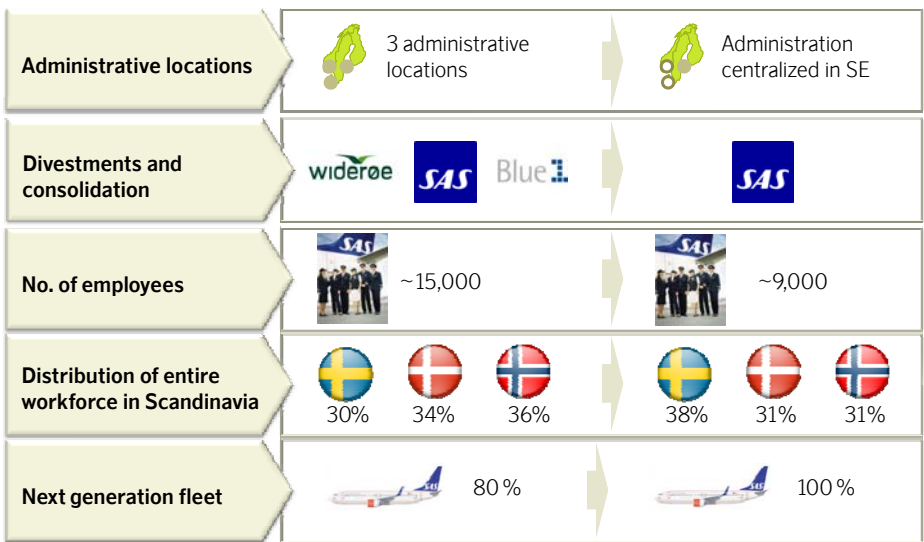 Administrative locations
3 administrative
locations
Administration
centralized in SE
Divestments and
consolidation
widerøe
SAS
Blue1
SAS
No. of employees
SAS
~15,000
SAS
~9,000
Distribution of entire
workforce in Scandinavia
30%
34%
36%
38%
31%
31%
Next generation fleet
SAS
80 %
SAS
100 %